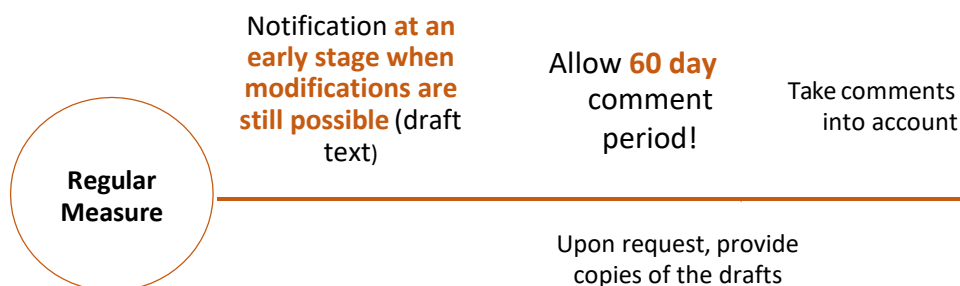 Notification at an
early stage when
modifications are
still possible (draft
text)
Allow 60 day
comment
period!
Take comments
into account
Regular
Measure
Upon request, provide
copies of the drafts